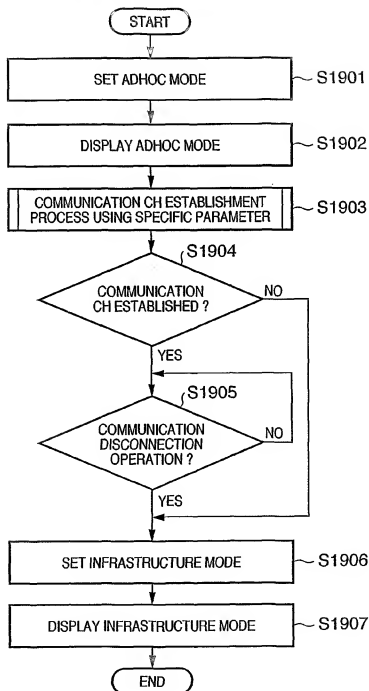 START
SET ADHOC MODE
S1901
DISPLAY ADHOC MODE
S1902
COMMUNICATION CH ESTABLISHMENT
PROCESS USING SPECIFIC PARAMETER
S1903
S1904
COMMUNICATION
CH ESTABLISHED ?
NO
YES
S1905
COMMUNICATION
DISCONNECTION
OPERATION ?
NO
YES
SET INFRASTRUCTURE MODE
S1906
DISPLAY INFRASTRUCTURE MODE
S1907
END